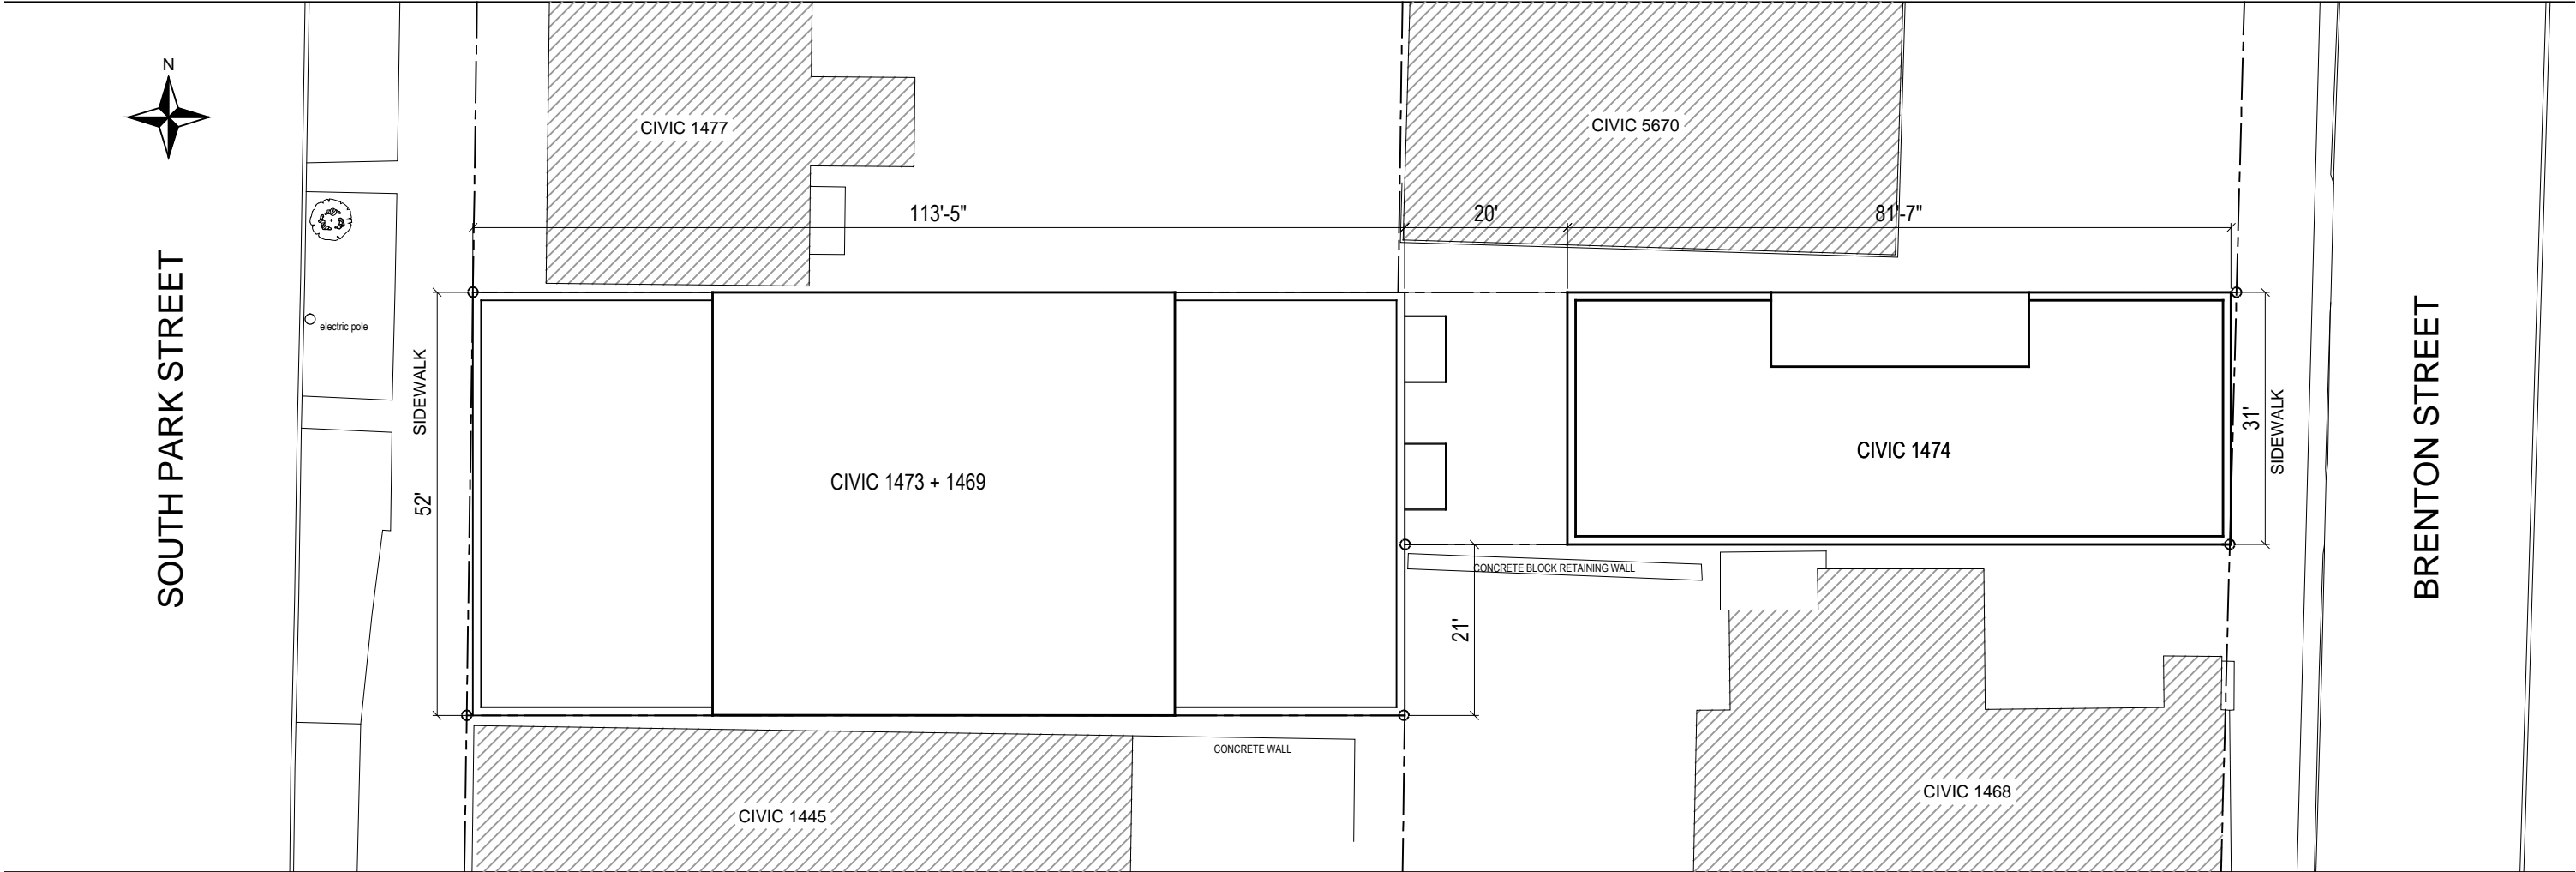 N
CIVIC 1477
CIVIC 5670
113'-5"
20'
81'-7"
SOUTH PARK STREET
electric pole
SIDEWALK
52'
CIVIC 1473 + 1469
CIVIC 1474
31'
SIDEWALK
BRENTON STREET
CONCRETE BLOCK RETAINING WALL
21'
CONCRETE WALL
CIVIC 1445
CIVIC 1468